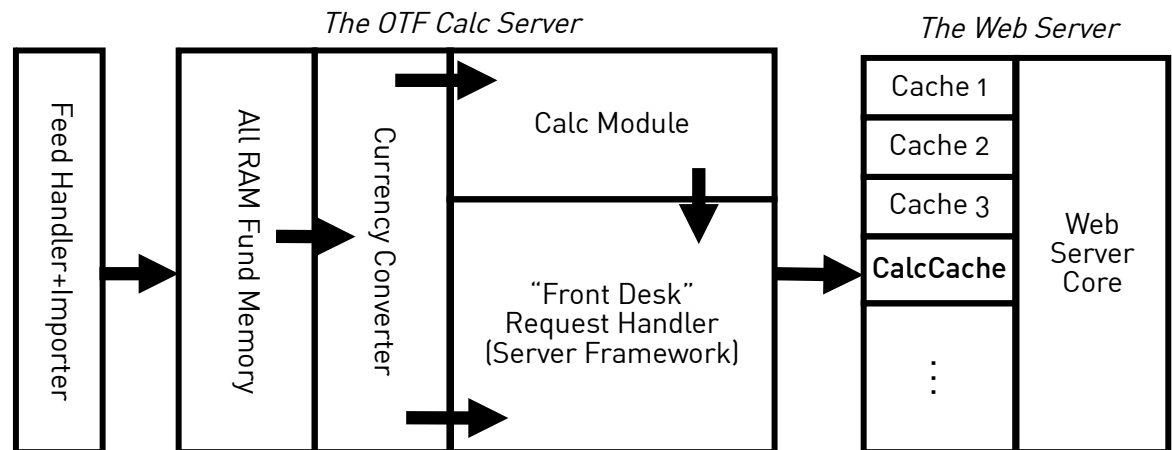 The OTF Calc Server
The Web Server
Feed Handler+Importer
All RAM Fund Memory
Currency Converter
Calc Module
“Front Desk”
Request Handler
(Server Framework)
Cache 1
Cache 2
Cache 3
CalcCache
⋮
Web
Server
Core